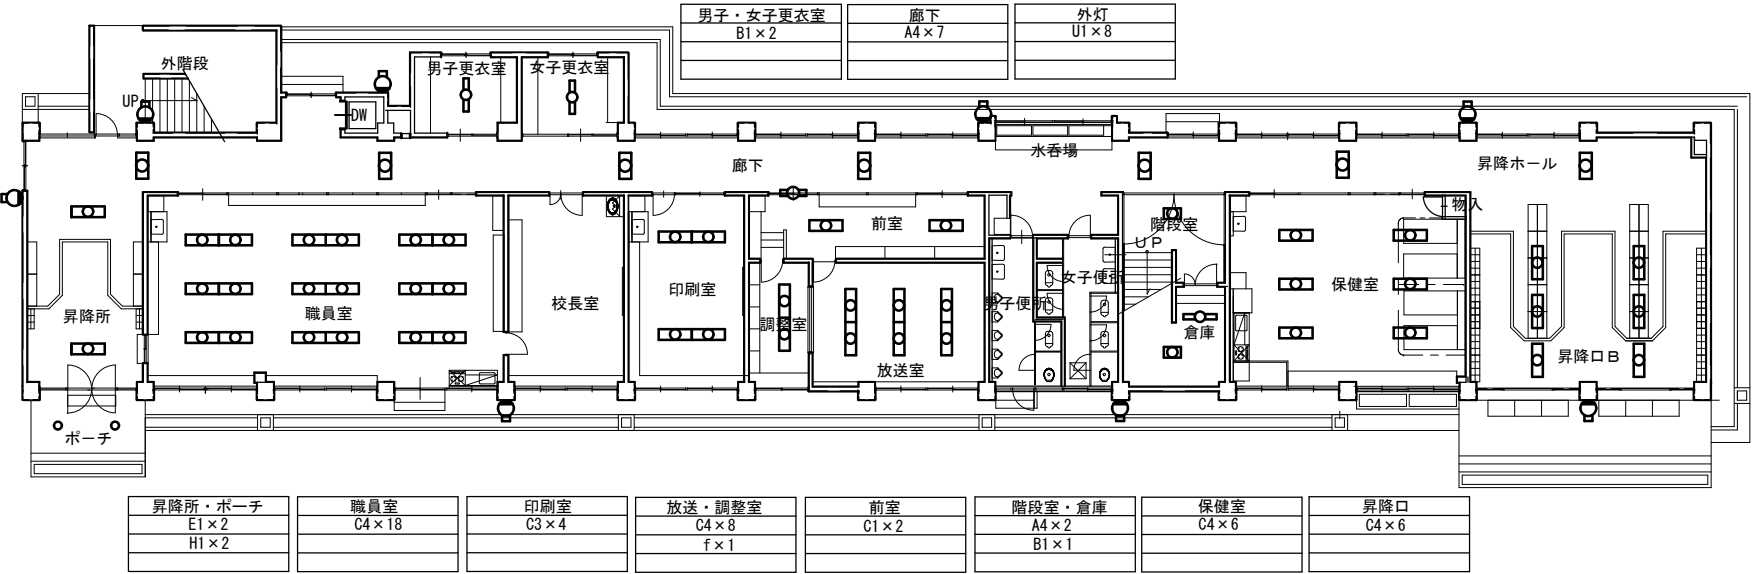 男子・女子更衣室
B1×2
廊下
A4×7
外灯
U1×8
外階段
UP
DW
男子更衣室
女子更衣室
廊下
水呑場
昇降ホール
物入
前室
階段室
UP
昇降所
職員室
校長室
印刷室
調整室
放送室
男子便所
女子便所
倉庫
保健室
昇降口B
ポーチ
昇降所・ポーチ
E1×2
H1×2
職員室
C4×18
印刷室
C3×4
放送・調整室
C4×8
f×1
前室
C1×2
階段室・倉庫
A4×2
B1×1
保健室
C4×6
昇降口
C4×6